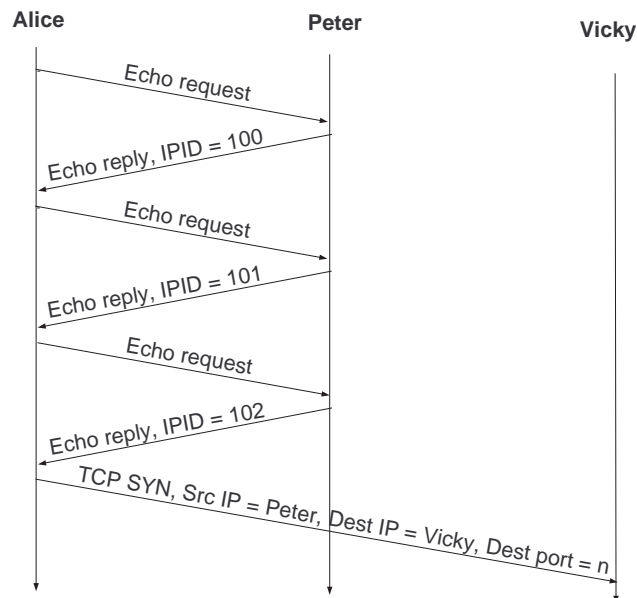 Alice
Peter
Vicky
Echo request
Echo reply, IPID = 100
Echo request
Echo reply, IPID = 101
Echo request
Echo reply, IPID = 102
TCP SYN, Src IP = Peter, Dest IP = Vicky, Dest port = n